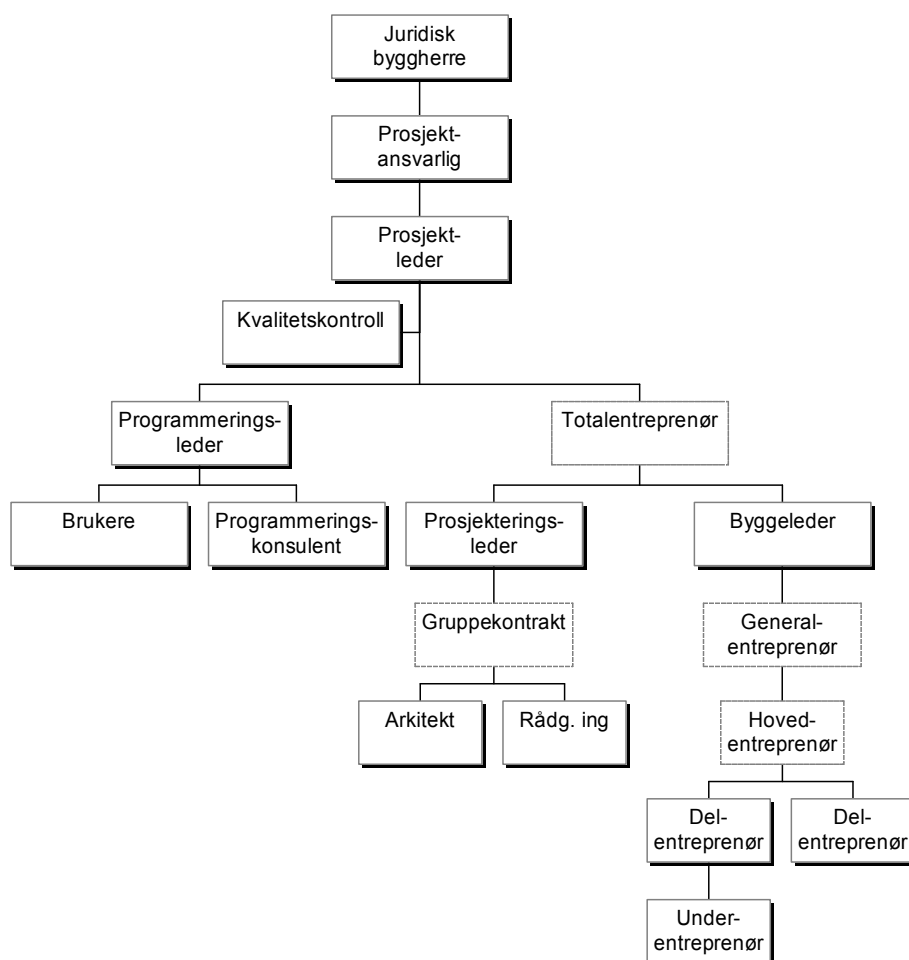 Juridisk
byggherre
Prosjekt-
ansvarlig
Prosjekt-
leder
Kvalitetskontroll
Programmerings-
leder
Totalentreprenør
Brukere
Programmerings-
konsulent
Prosjekterings-
leder
Byggeleder
Gruppekontrakt
General-
entreprenør
Arkitekt
Rådg. ing
Hoved-
entreprenør
Del-
entreprenør
Del-
entreprenør
Under-
entreprenør